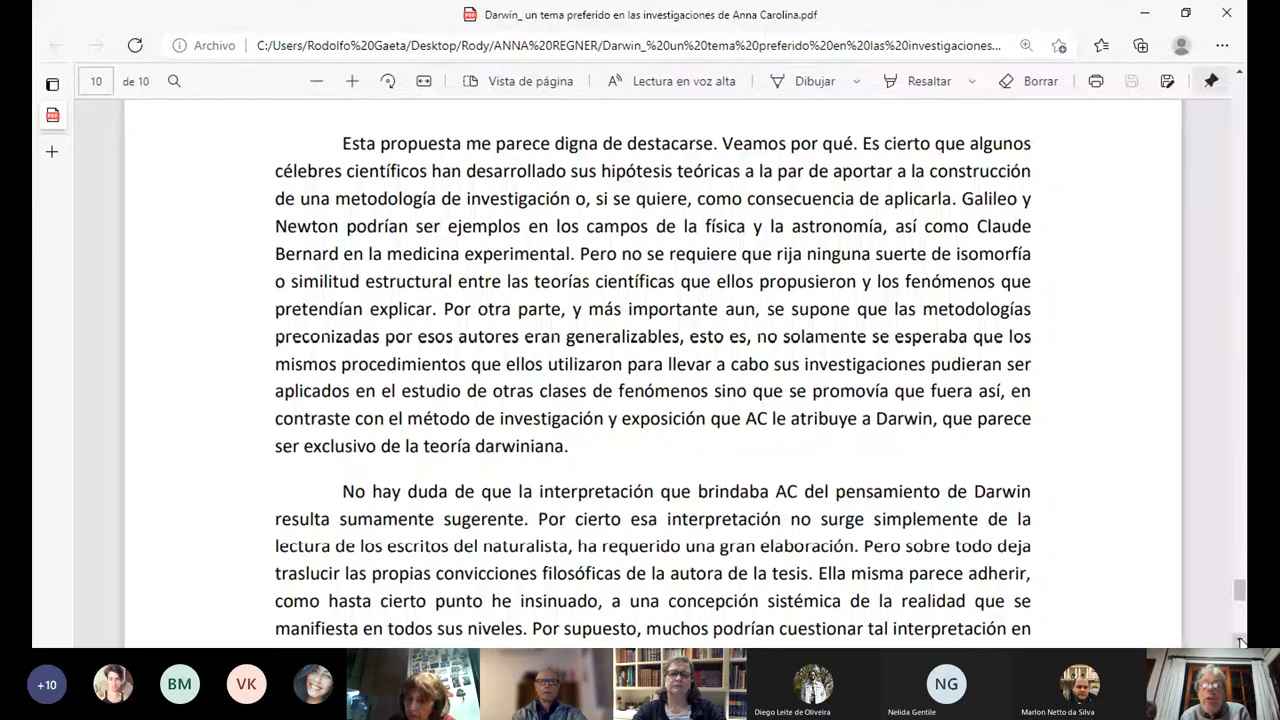 Darwin_ un tema preferido en las investigaciones de Anna Carolina.pdf
Archivo
C:/Users/Rodolfo%20Gaeta/Desktop/Rody/ANNA%20REGNER/Darwin_%20un%20tema%20preferido%20en%20las%20investigaciones...
10 de 10
Vista de página
Lectura en voz alta
Dibujar
Resaltar
Borrar
Esta propuesta me parece digna de destacarse. Veamos por qué. Es cierto que algunos
célebres científicos han desarrollado sus hipótesis teóricas a la par de aportar a la construcción
de una metodología de investigación o, si se quiere, como consecuencia de aplicarla. Galileo y
Newton podrían ser ejemplos en los campos de la física y la astronomía, así como Claude
Bernard en la medicina experimental. Pero no se requiere que rija ninguna suerte de isomorfía
o similitud estructural entre las teorías científicas que ellos propusieron y los fenómenos que
pretendían explicar. Por otra parte, y más importante aun, se supone que las metodologías
preconizadas por esos autores eran generalizables, esto es, no solamente se esperaba que los
mismos procedimientos que ellos utilizaron para llevar a cabo sus investigaciones pudieran ser
aplicados en el estudio de otras clases de fenómenos sino que se promovía que fuera así, en
contraste con el método de investigación y exposición que AC le atribuye a Darwin, que parece
ser exclusivo de la teoría darwiniana.
No hay duda de que la interpretación que brindaba AC del pensamiento de Darwin
resulta sumamente sugerente. Por cierto esa interpretación no surge simplemente de la
lectura de los escritos del naturalista, ha requerido una gran elaboración. Pero sobre todo deja
traslucir las propias convicciones filosóficas de la autora de la tesis. Ella misma parece adherir,
como hasta cierto punto he insinuado, a una concepción sistémica de la realidad que se
manifiesta en todos sus niveles. Por supuesto, muchos podrían cuestionar tal interpretación en
+10
BM
VK
Diego Leite de Oliveira
NG
Nelida Gentile
Marlon Netto da Silva